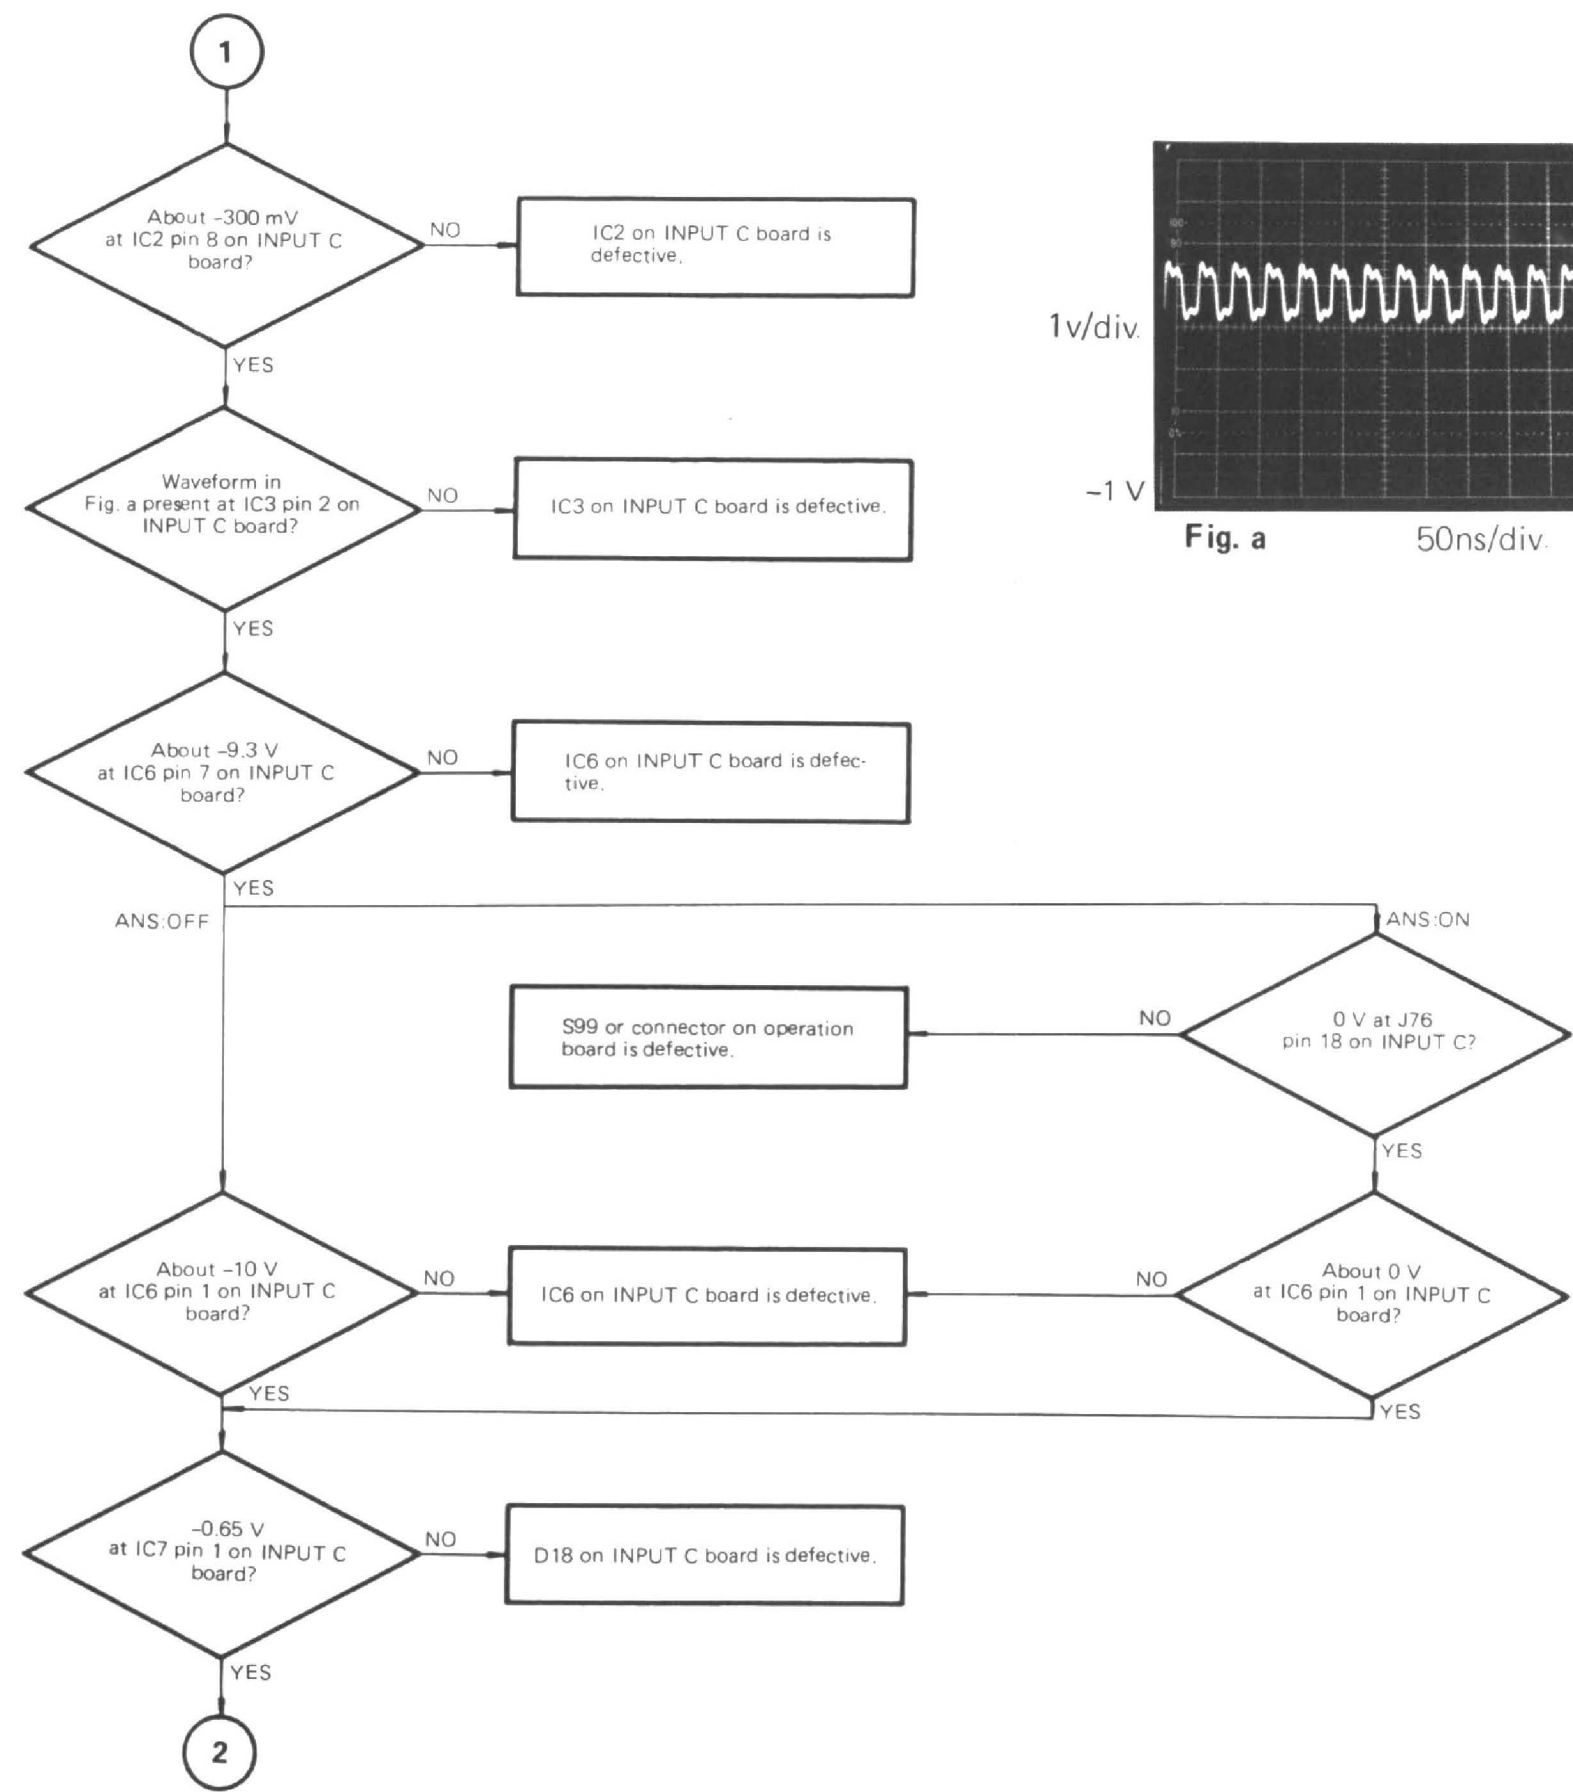 1
About –300 mV
at IC2 pin 8 on INPUT C
board?
NO
IC2 on INPUT C board is
defective.
YES
1v/div.
–1 V
Fig. a
50ns/div.
Waveform in
Fig. a present at IC3 pin 2 on
INPUT C board?
NO
IC3 on INPUT C board is defective.
YES
About –9.3 V
at IC6 pin 7 on INPUT C
board?
NO
IC6 on INPUT C board is defec-
tive.
YES
ANS:OFF
ANS:ON
0 V at J76
pin 18 on INPUT C?
NO
S99 or connector on operation
board is defective.
YES
About –10 V
at IC6 pin 1 on INPUT C
board?
NO
IC6 on INPUT C board is defective.
NO
About 0 V
at IC6 pin 1 on INPUT C
board?
YES
YES
–0.65 V
at IC7 pin 1 on INPUT C
board?
NO
D18 on INPUT C board is defective.
YES
2